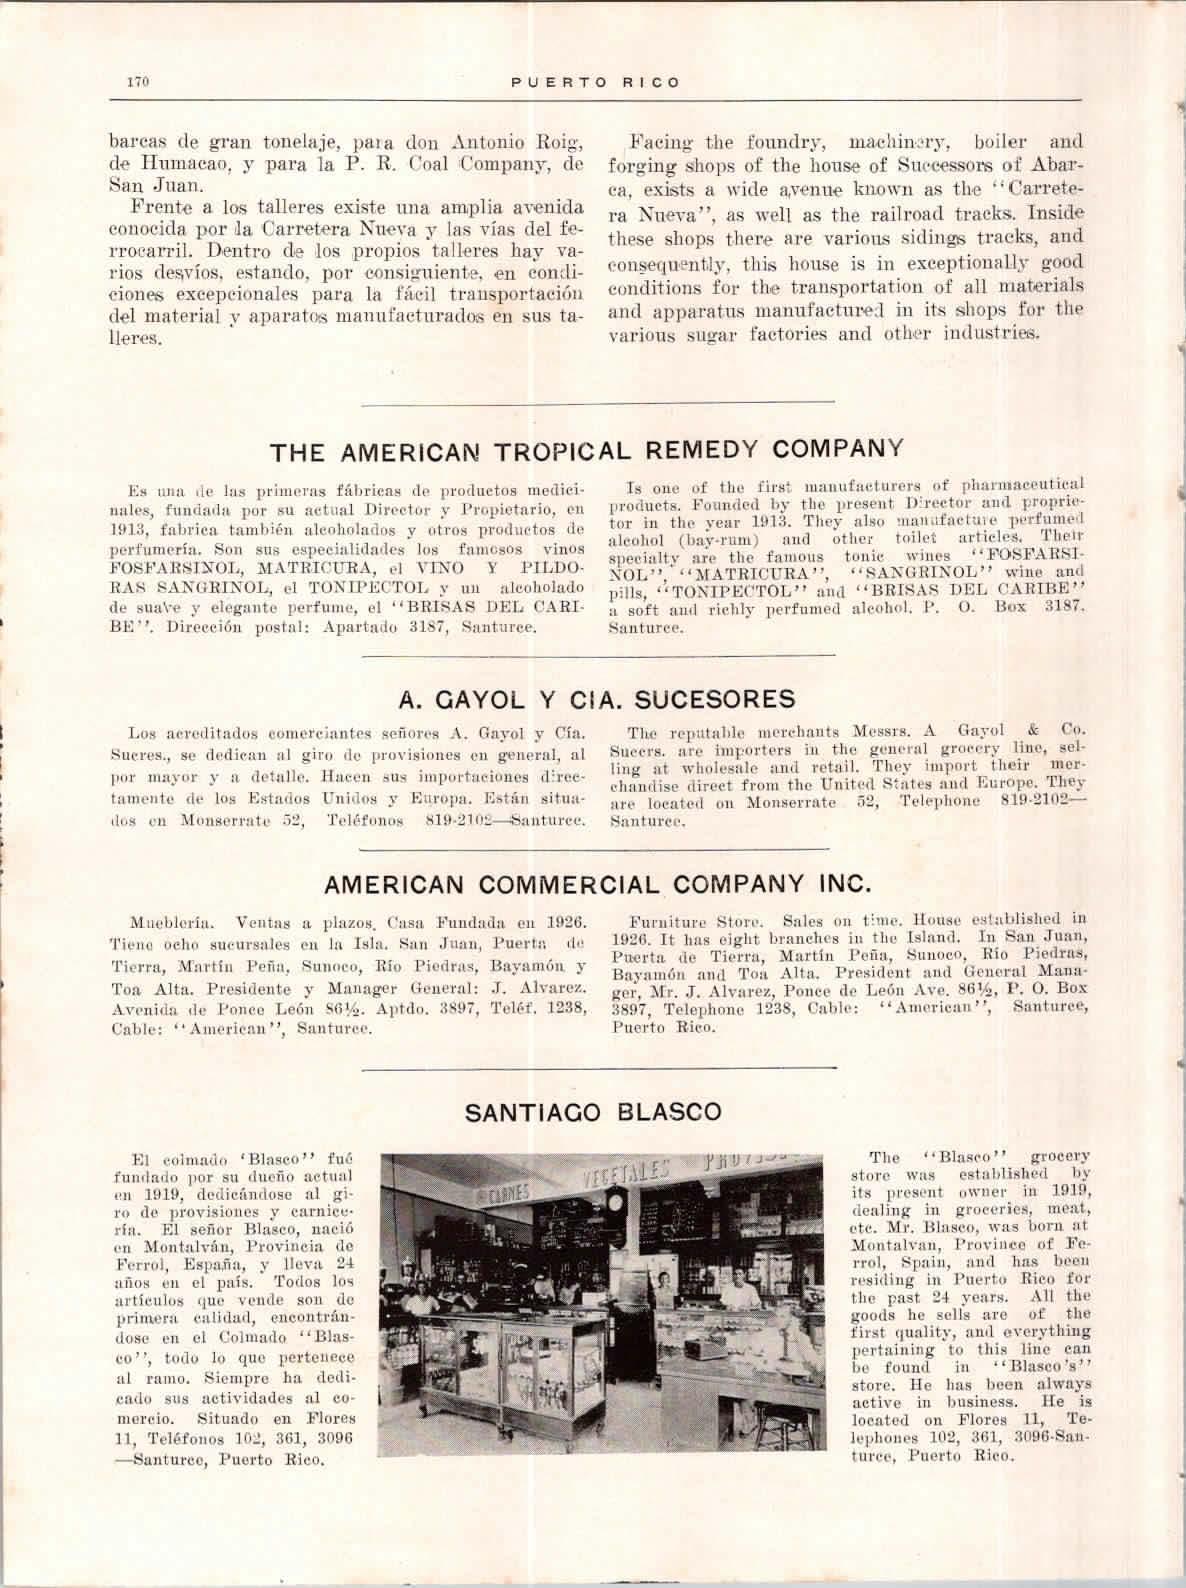 170
PUERTO RICO
barcas de gran tonelaje, para don Antonio Roig,
de Humacao, y para la P. R. Coal Company, de
San Juan.
Frente a los talleres existe una amplia avenida
conocida por la Carretera Nueva y las vías del fe-
rrocarril. Dentro de los propios talleres hay va-
rios desvíos, estando, por consiguiente, en condi-
ciones excepcionales para la fácil transportación
del material y aparatos manufacturados en sus ta-
lleres.
Facing the foundry, machinery, boiler and
forging shops of the house of Successors of Abar-
ca, exists a wide avenue known as the "Carrete-
ra Nueva", as well as the railroad tracks. Inside
these shops there are various sidings tracks, and
consequently, this house is in exceptionally good
conditions for the transportation of all materials
and apparatus manufactured in its shops for the
various sugar factories and other industries.
THE AMERICAN TROPICAL REMEDY COMPANY
Es una de las primeras fábricas de productos medici-
nales, fundada por su actual Director y Propietario, en
1913, fabrica también alcoholados y otros productos de
perfumería. Son sus especialidades los famosos vinos
FOSFARSINOL, MATRICURA, el VINO Y PILDO-
RAS SANGRINOL, el TONIPECTOL y un alcoholado
de suave y elegante perfume, el "BRISAS DEL CARI-
BE". Dirección postal: Apartado 3187, Santurce.
Is one of the first manufacturers of pharmaceutical
products. Founded by the present Director and proprie-
tor in the year 1913. They also manufacture perfumed
alcohol (bay-rum) and other toilet articles. Their
specialty are the famous tonic wines "FOSFARSI-
NOL", "MATRICURA", "SANGRINOL" wine and
pills, "TONIPECTOL" and "BRISAS DEL CARIBE"
a soft and richly perfumed alcohol. P. O. Box 3187.
Santurce.
A. GAYOL Y CIA. SUCESORES
Los acreditados comerciantes señores A. Gayol y Cía.
Sucres., se dedican al giro de provisiones en general, al
por mayor y a detalle. Hacen sus importaciones direc-
tamente de los Estados Unidos y Europa. Están situa-
dos en Monserrate 52, Teléfonos 819-2102—Santurce.
The reputable merchants Messrs. A Gayol & Co.
Sucers. are importers in the general grocery line, sel-
ling at wholesale and retail. They import their mer-
chandise direct from the United States and Europe. They
are located on Monserrate 52, Telephone 819-2102—
Santurce.
AMERICAN COMMERCIAL COMPANY INC.
Mueblería. Ventas a plazos. Casa Fundada en 1926.
Tiene ocho sucursales en la Isla. San Juan, Puerta de
Tierra, Martín Peña, Sunoco, Río Piedras, Bayamón y
Toa Alta. Presidente y Manager General: J. Alvarez.
Avenida de Ponce León 86½. Aptdo. 3897, Teléf. 1238,
Cable: "American", Santurce.
Furniture Store. Sales on time. House established in
1926. It has eight branches in the Island. In San Juan,
Puerta de Tierra, Martín Peña, Sunoco, Río Piedras,
Bayamón and Toa Alta. President and General Mana-
ger, Mr. J. Alvarez, Ponce de León Ave. 86½, P. O. Box
3897, Telephone 1238, Cable: "American", Santurce,
Puerto Rico.
SANTIAGO BLASCO
El colmado 'Blasco" fué
fundado por su dueño actual
en 1919, dedicándose al gi-
ro de provisiones y carnice-
ría. El señor Blasco, nació
en Montalván, Provincia de
Ferrol, España, y lleva 24
años en el país. Todos los
artículos que vende son de
primera calidad, encontrán-
dose en el Colmado "Blas-
co", todo lo que pertenece
al ramo. Siempre ha dedi-
cado sus actividades al co-
mercio. Situado en Flores
11, Teléfonos 102, 361, 3096
—Santurce, Puerto Rico.
CARNES
VEGETALES
The "Blasco" grocery
store was established by
its present owner in 1919,
dealing in groceries, meat,
etc. Mr. Blasco, was born at
Montalvan, Province of Fe-
rrol, Spain, and has been
residing in Puerto Rico for
the past 24 years. All the
goods he sells are of the
first quality, and everything
pertaining to this line can
be found in "Blasco's"
store. He has been always
active in business. He is
located on Flores 11, Te-
lephones 102, 361, 3096-San-
turce, Puerto Rico.